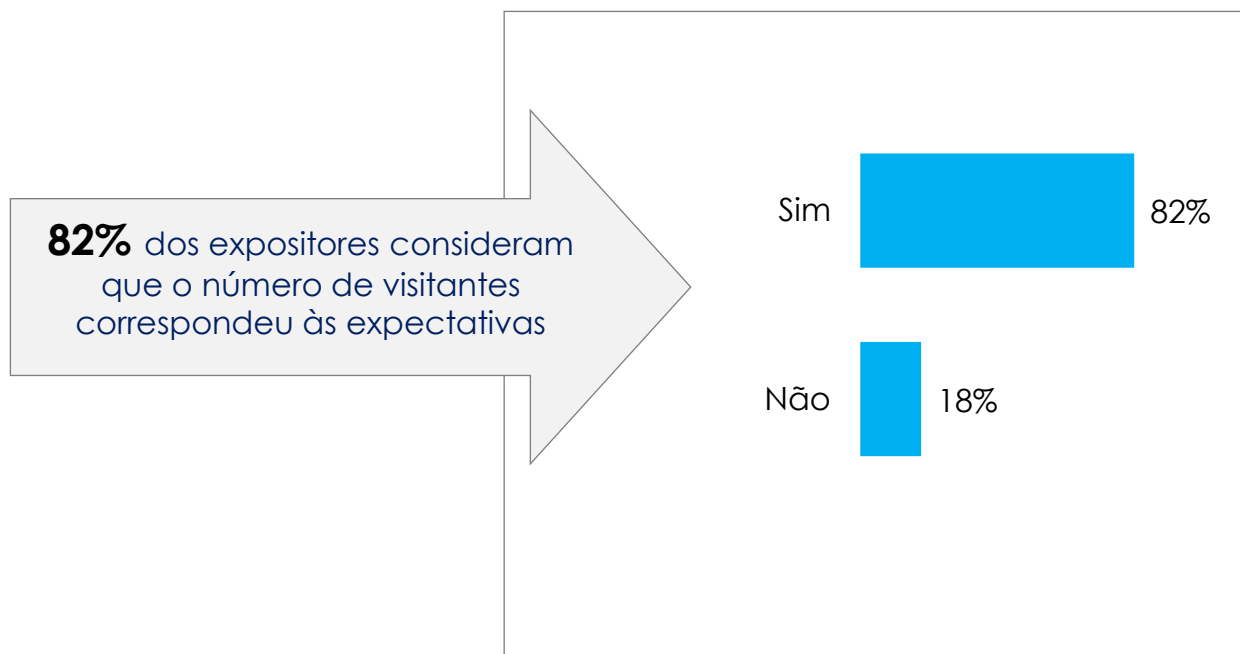 82% dos expositores consideram
que o número de visitantes
correspondeu às expectativas
Sim 82%
Não 18%